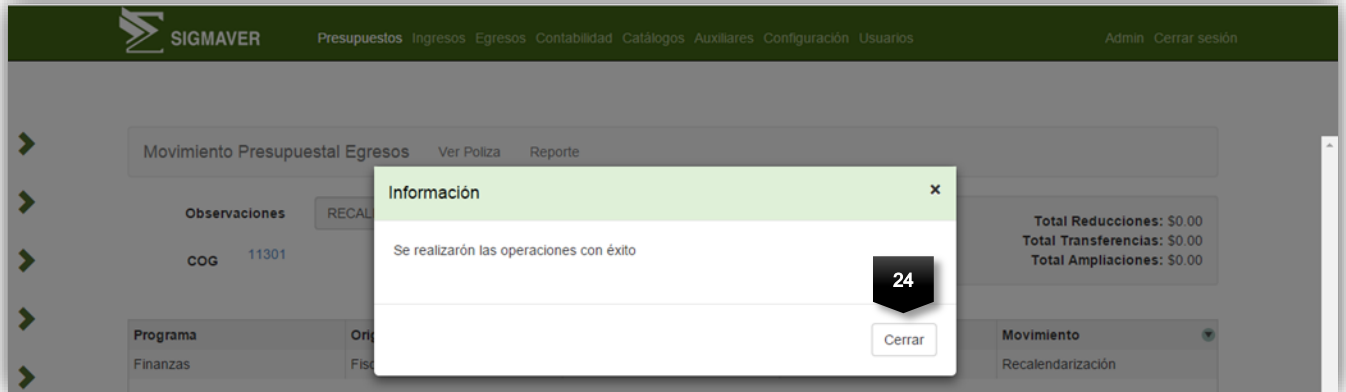 SIGMAVER Presupuestos Ingresos Egresos Contabilidad Catálogos Auxiliares Configuración Usuarios Admin Cerrar sesión
Movimiento Presupuestal Egresos Ver Poliza Reporte
Información ×
Observaciones RECAL
Total Reducciones: $0.00
Total Transferencias: $0.00
Total Ampliaciones: $0.00
Se realizarón las operaciones con éxito
COG 11301
24
Cerrar
Programa Orig Movimiento
Finanzas Fisc Recalendarización